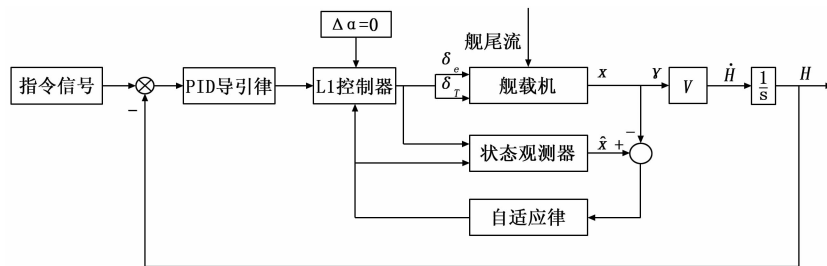 Δα=0
舰尾流
指令信号
PID导引律
L1控制器
δe
δT
舰载机
x
γ
V
Ḣ
1/s
H
−
−
状态观测器
x̂
+
自适应律